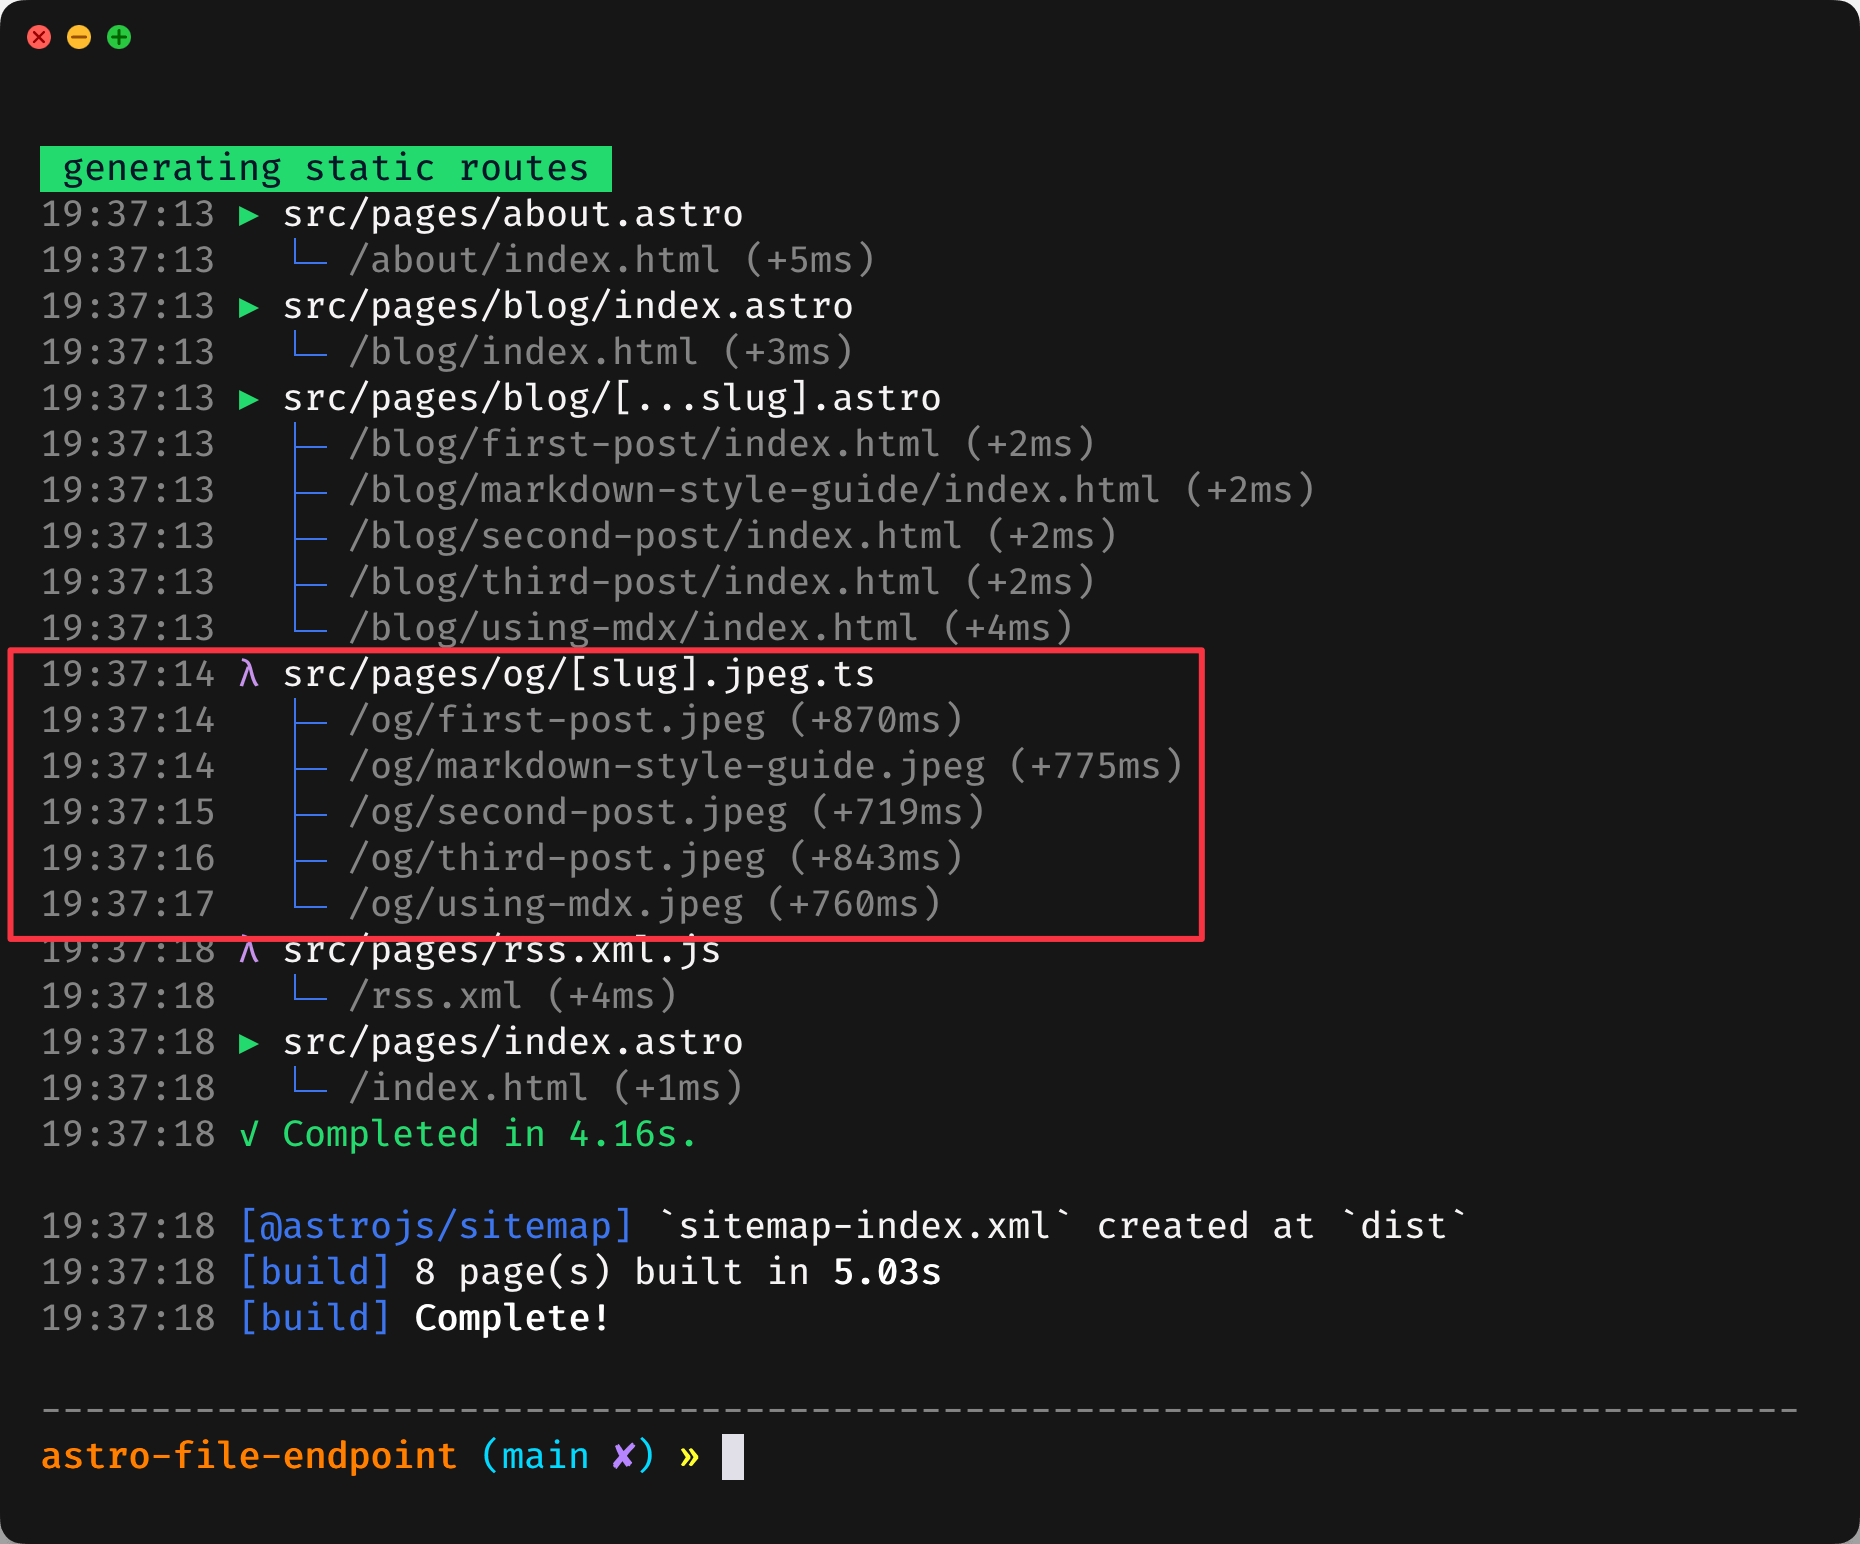 generating static routes
19:37:13 ▶ src/pages/about.astro
19:37:13   └─ /about/index.html (+5ms)
19:37:13 ▶ src/pages/blog/index.astro
19:37:13   └─ /blog/index.html (+3ms)
19:37:13 ▶ src/pages/blog/[...slug].astro
19:37:13   ├─ /blog/first-post/index.html (+2ms)
19:37:13   ├─ /blog/markdown-style-guide/index.html (+2ms)
19:37:13   ├─ /blog/second-post/index.html (+2ms)
19:37:13   ├─ /blog/third-post/index.html (+2ms)
19:37:13   └─ /blog/using-mdx/index.html (+4ms)
19:37:14 λ src/pages/og/[slug].jpeg.ts
19:37:14   ├─ /og/first-post.jpeg (+870ms)
19:37:14   ├─ /og/markdown-style-guide.jpeg (+775ms)
19:37:15   ├─ /og/second-post.jpeg (+719ms)
19:37:16   ├─ /og/third-post.jpeg (+843ms)
19:37:17   └─ /og/using-mdx.jpeg (+760ms)
19:37:18 λ src/pages/rss.xml.js
19:37:18   └─ /rss.xml (+4ms)
19:37:18 ▶ src/pages/index.astro
19:37:18   └─ /index.html (+1ms)
19:37:18 √ Completed in 4.16s.
19:37:18 [@astrojs/sitemap] `sitemap-index.xml` created at `dist`
19:37:18 [build] 8 page(s) built in 5.03s
19:37:18 [build] Complete!
--------------------------------------------------------------------------------
astro-file-endpoint (main ✘) »